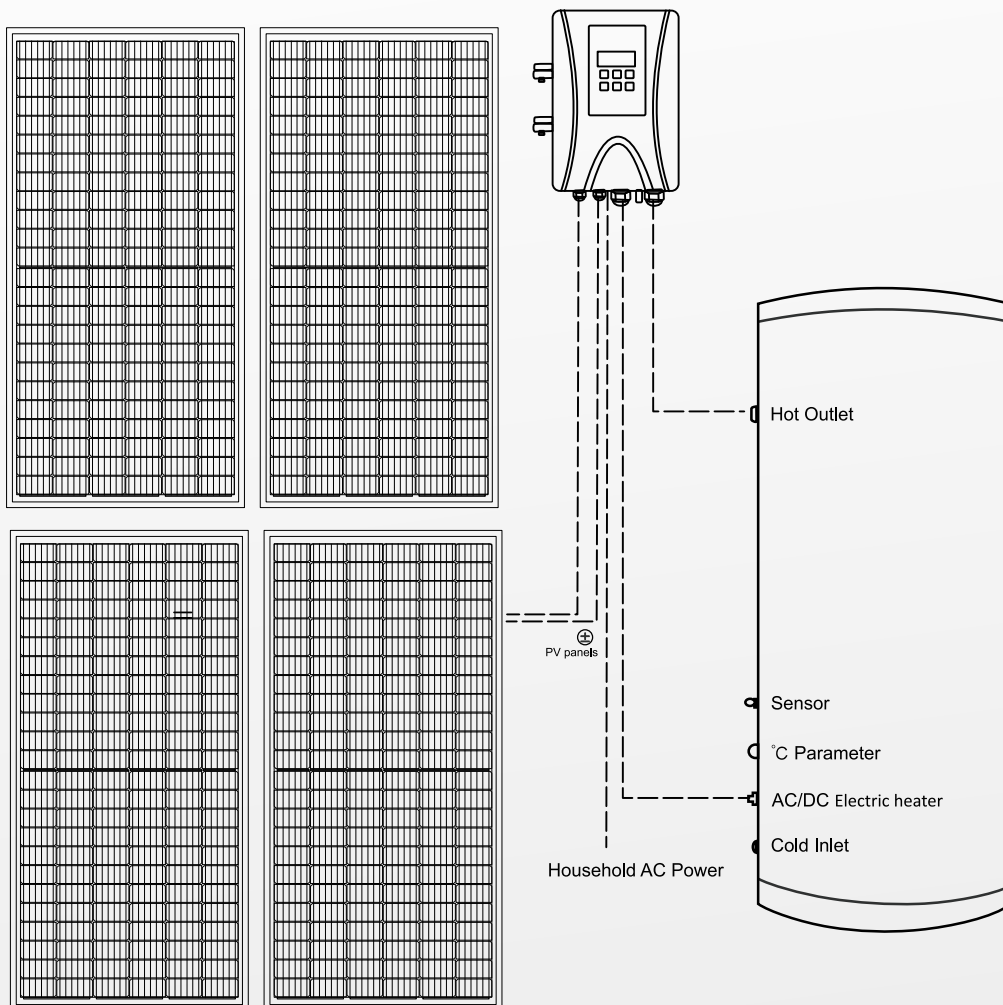 Hot Outlet
PV panels
Sensor
°C Parameter
AC/DC Electric heater
Cold Inlet
Household AC Power